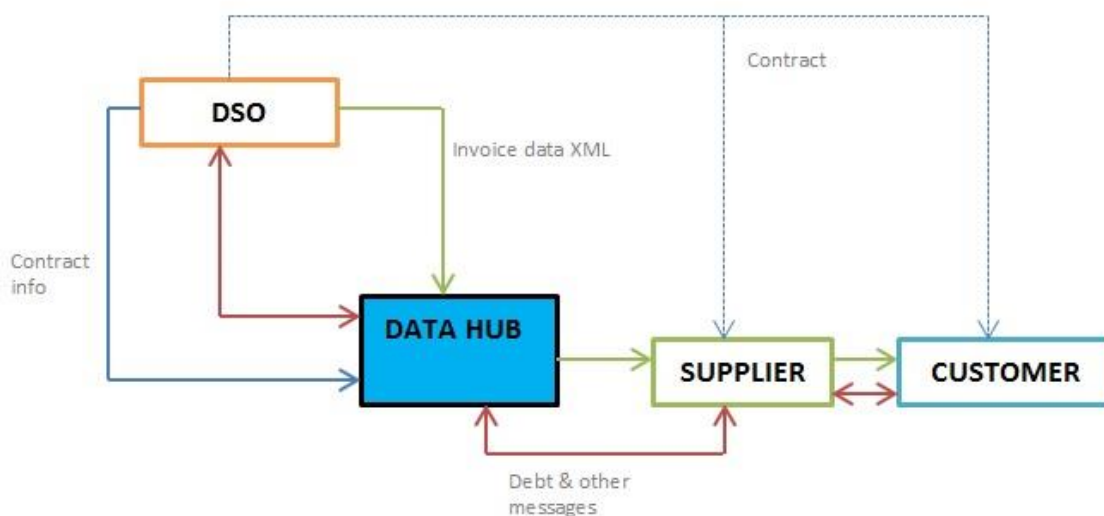 Contract
DSO
Invoice data XML
Contract
info
DATA HUB
SUPPLIER
CUSTOMER
Debt & other
messages